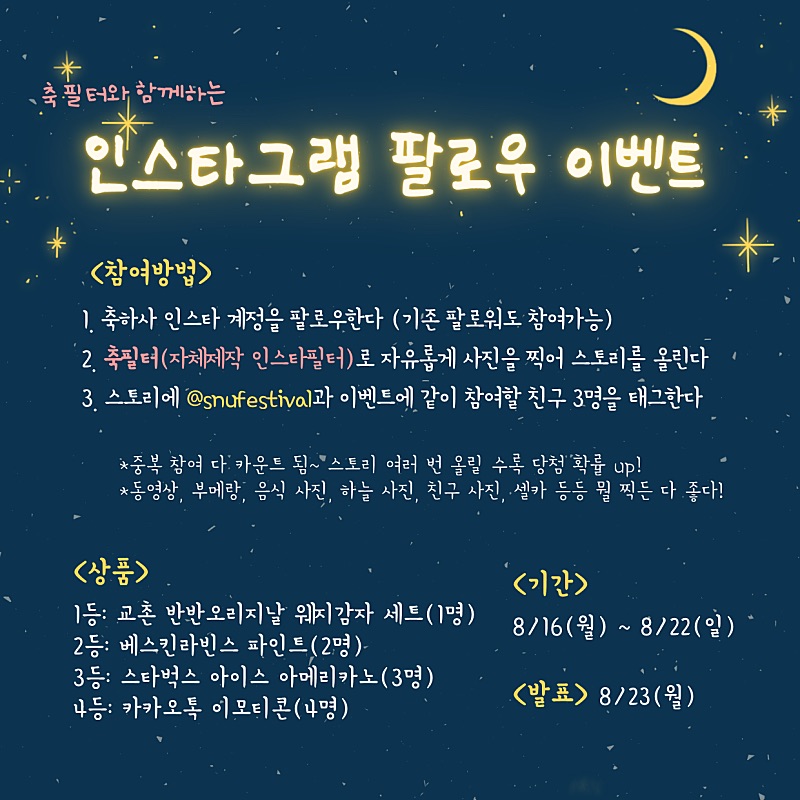 축필터와 함께하는
인스타그램 팔로우 이벤트
<참여방법>
1. 축하사 인스타 계정을 팔로우한다 (기존 팔로워도 참여가능)
2. 축필터(자체제작 인스타필터)로 자유롭게 사진을 찍어 스토리를 올린다
3. 스토리에 @snufestival과 이벤트에 같이 참여할 친구 3명을 태그한다
*중복 참여 다 카운트 됨~ 스토리 여러 번 올릴 수록 당첨 확률 up!
*동영상, 부메랑, 음식 사진, 하늘 사진, 친구 사진, 셀카 등등 뭘 찍든 다 좋다!
<상품>
1등: 교촌 반반오리지날 웨지감자 세트(1명)
2등: 베스킨라빈스 파인트(2명)
3등: 스타벅스 아이스 아메리카노(3명)
4등: 카카오톡 이모티콘(4명)
<기간>
8/16(월) ~ 8/22(일)
<발표> 8/23(월)